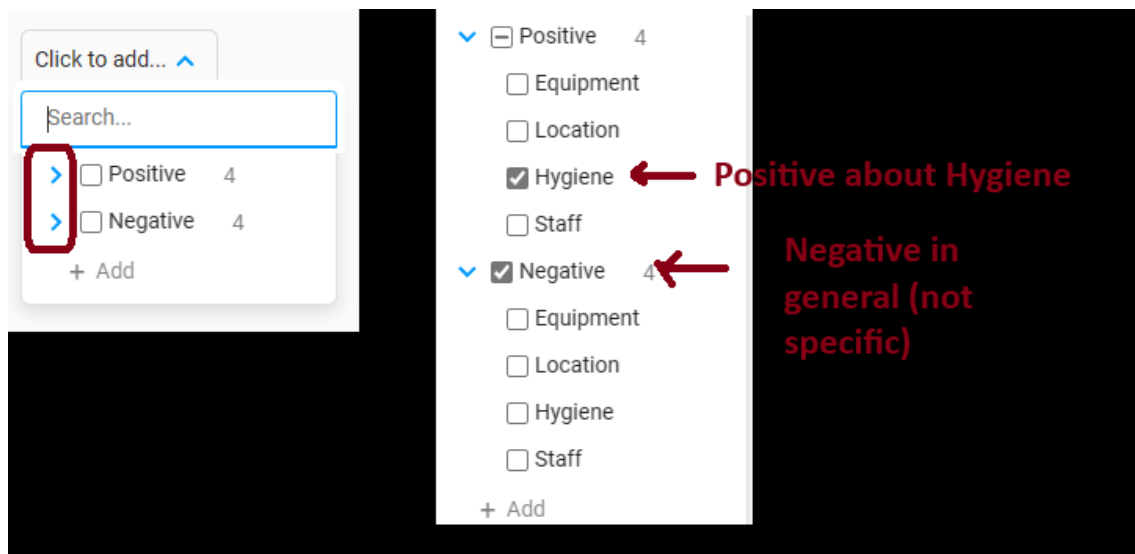 Click to add...
Search...
Positive 4
Negative 4
+ Add
Positive 4
Equipment
Location
Hygiene
Staff
Negative 4
Equipment
Location
Hygiene
Staff
+ Add
Positive about Hygiene
Negative in
general (not
specific)